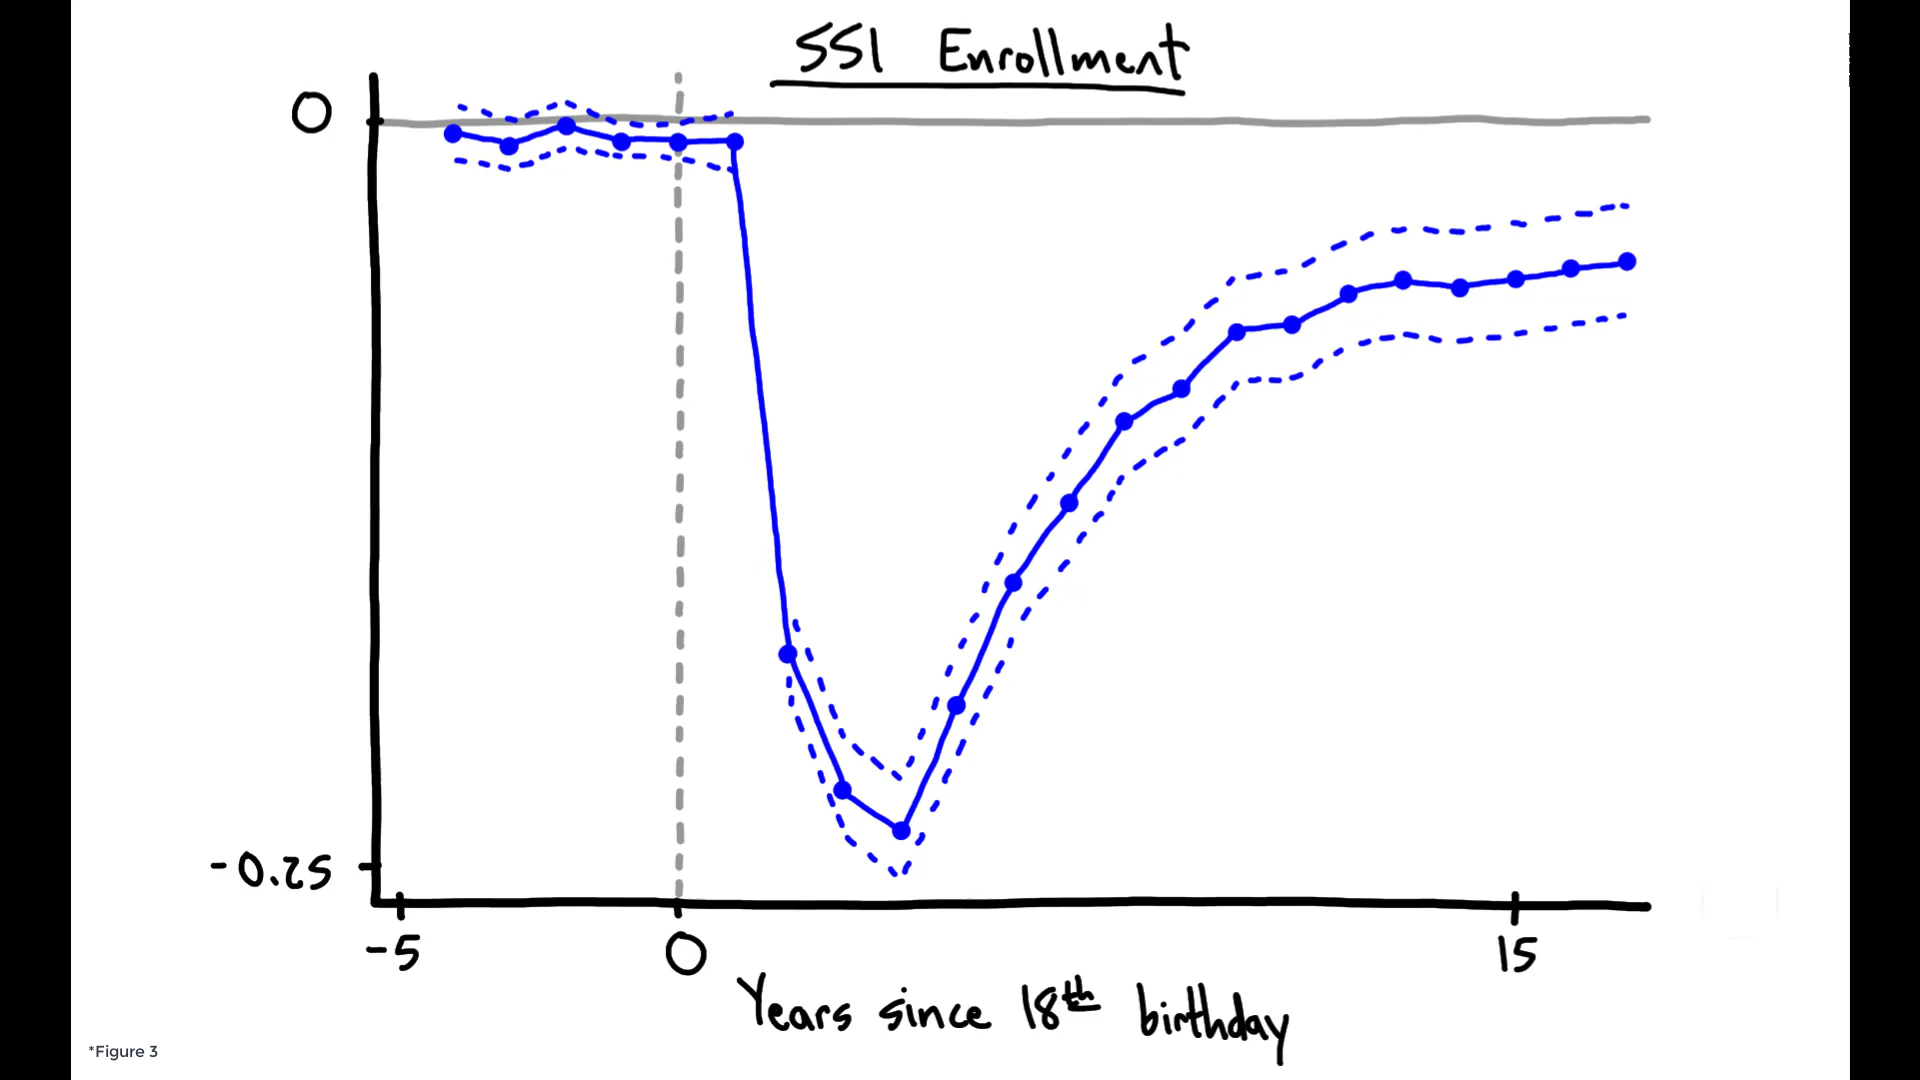 SSI Enrollment
0
-0.25
-5
0
15
Years since 18th birthday
*Figure 3